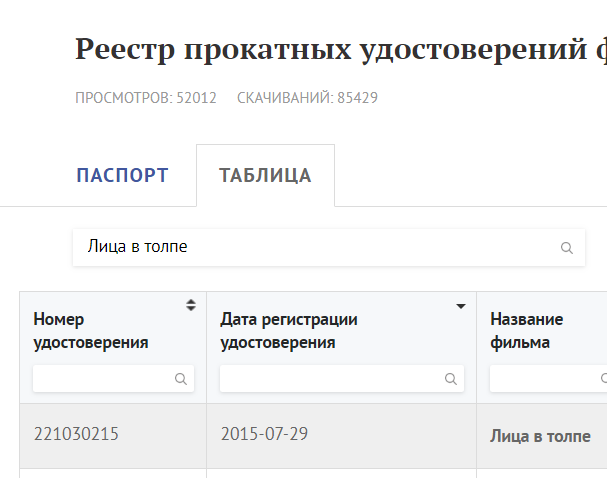 Реестр прокатных удостоверений
ПРОСМОТРОВ: 52012 СКАЧИВАНИЙ: 85429
ПАСПОРТ ТАБЛИЦА
Лица в толпе
Номер удостоверения
Дата регистрации удостоверения
Название фильма
221030215 2015-07-29 Лица в толпе